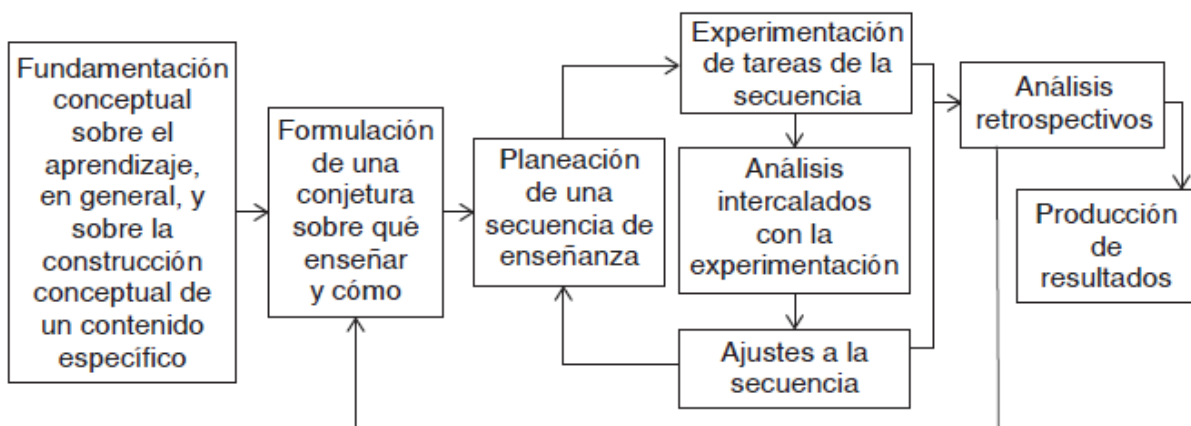 Fundamentación
conceptual
sobre el
aprendizaje,
en general, y
sobre la
construcción
conceptual de
un contenido
específico
Formulación
de una
conjetura
sobre qué
enseñar
y cómo
Planeación
de una
secuencia de
enseñanza
Experimentación
de tareas de la
secuencia
Análisis
intercalados
con la
experimentación
Ajustes a la
secuencia
Análisis
retrospectivos
Producción
de
resultados